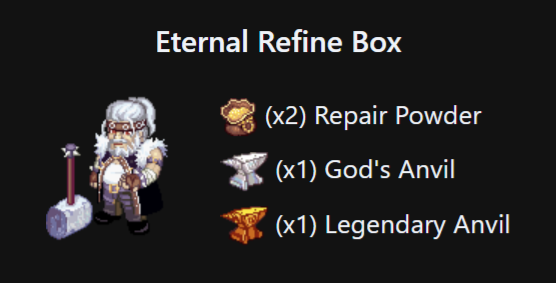 Eternal Refine Box
(x2) Repair Powder
(x1) God's Anvil
(x1) Legendary Anvil